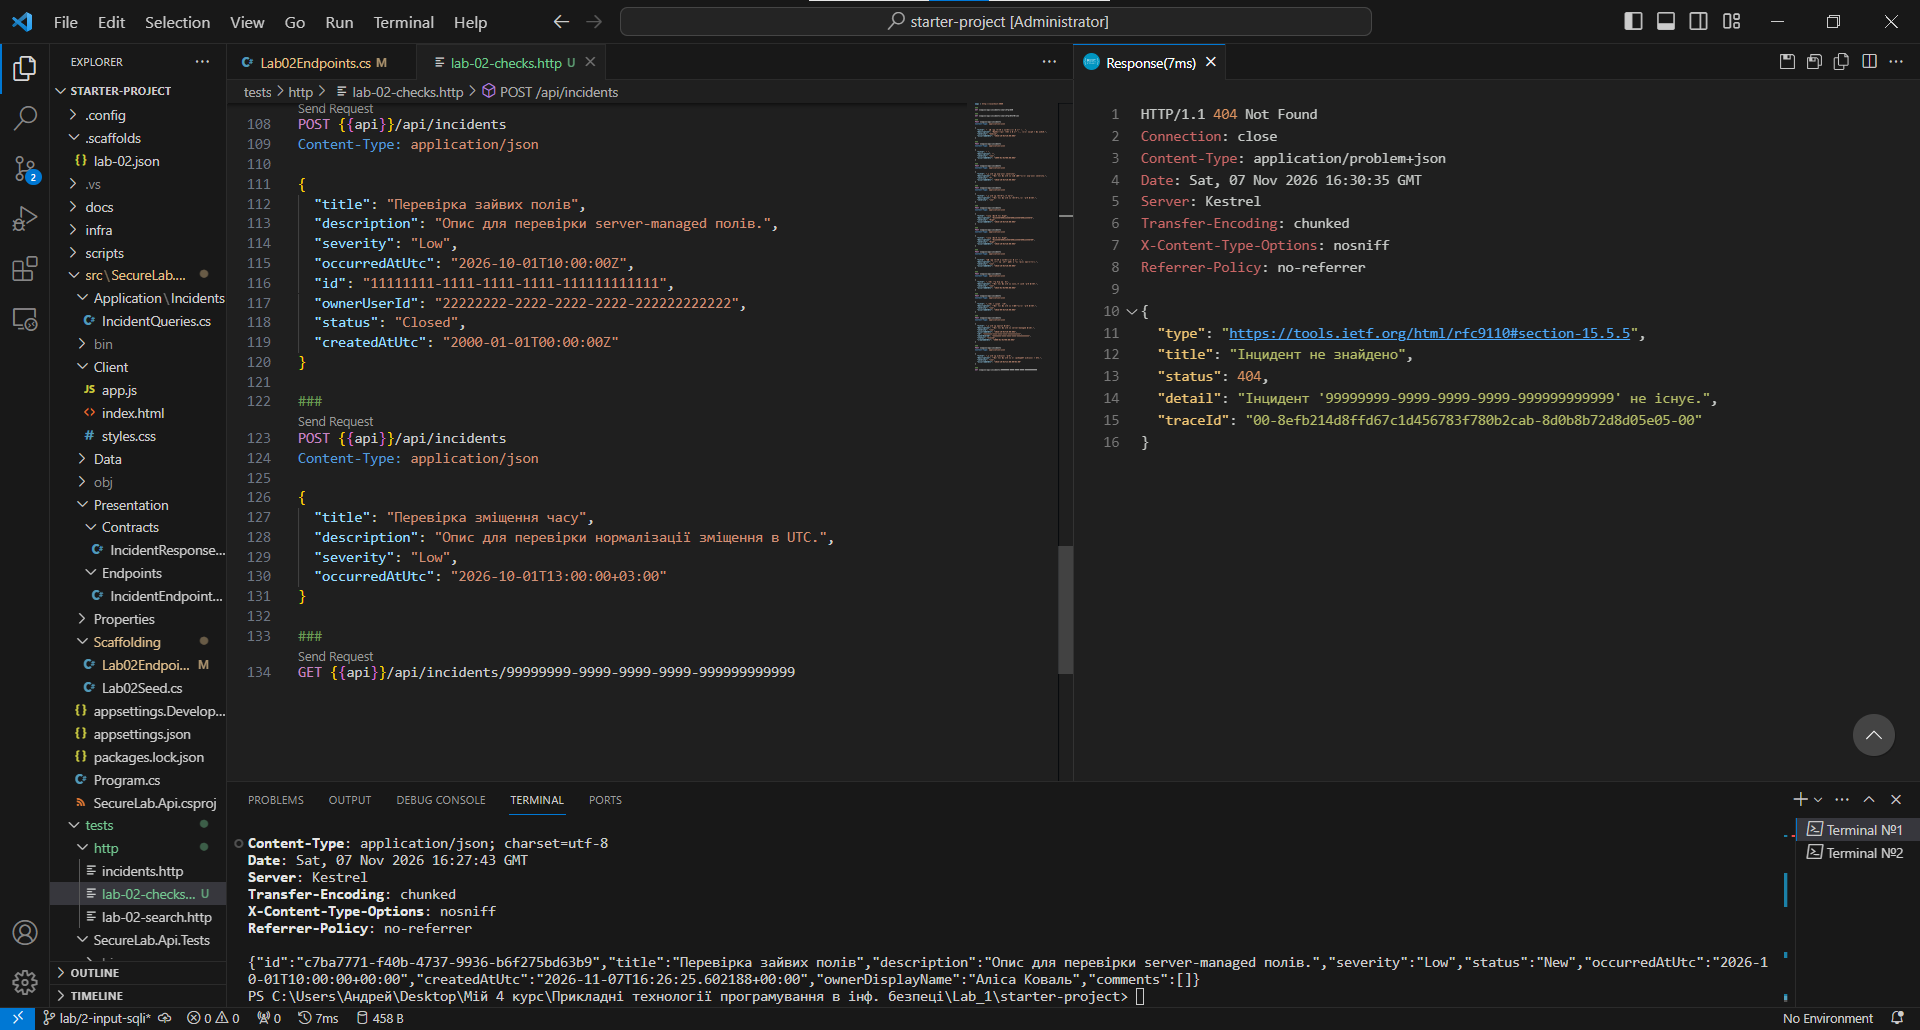 File Edit Selection View Go Run Terminal Help
starter-project [Administrator]
EXPLORER
STARTER-PROJECT
.config
.scaffolds
lab-02.json
.vs
docs
infra
scripts
src\SecureLab....
Application\Incidents
IncidentQueries.cs
bin
Client
app.js
index.html
styles.css
Data
obj
Presentation
Contracts
IncidentResponse...
Endpoints
IncidentEndpoint...
Properties
Scaffolding
Lab02Endpoi... M
Lab02Seed.cs
appsettings.Develop...
appsettings.json
packages.lock.json
Program.cs
SecureLab.Api.csproj
tests
http
incidents.http
lab-02-checks... U
lab-02-search.http
SecureLab.Api.Tests
OUTLINE
TIMELINE
Lab02Endpoints.cs M
lab-02-checks.http U
tests > http > lab-02-checks.http > POST /api/incidents
Send Request
108 POST {{api}}/api/incidents
109 Content-Type: application/json
110
111 {
112 "title": "Перевірка зайвих полів",
113 "description": "Опис для перевірки server-managed полів.",
114 "severity": "Low",
115 "occurredAtUtc": "2026-10-01T10:00:00Z",
116 "id": "11111111-1111-1111-1111-111111111111",
117 "ownerUserId": "22222222-2222-2222-2222-222222222222",
118 "status": "Closed",
119 "createdAtUtc": "2000-01-01T00:00:00Z"
120 }
121
122 ###
Send Request
123 POST {{api}}/api/incidents
124 Content-Type: application/json
125
126 {
127 "title": "Перевірка зміщення часу",
128 "description": "Опис для перевірки нормалізації зміщення в UTC.",
129 "severity": "Low",
130 "occurredAtUtc": "2026-10-01T13:00:00+03:00"
131 }
132
133 ###
Send Request
134 GET {{api}}/api/incidents/99999999-9999-9999-9999-999999999999
Response(7ms)
1 HTTP/1.1 404 Not Found
2 Connection: close
3 Content-Type: application/problem+json
4 Date: Sat, 07 Nov 2026 16:30:35 GMT
5 Server: Kestrel
6 Transfer-Encoding: chunked
7 X-Content-Type-Options: nosniff
8 Referrer-Policy: no-referrer
9
10 {
11 "type": "https://tools.ietf.org/html/rfc9110#section-15.5.5",
12 "title": "Інцидент не знайдено",
13 "status": 404,
14 "detail": "Інцидент '99999999-9999-9999-9999-999999999999' не існує.",
15 "traceId": "00-8efb214d8ffd67c1d456783f780b2cab-8d0b8b72d8d05e05-00"
16 }
PROBLEMS OUTPUT DEBUG CONSOLE TERMINAL PORTS
Content-Type: application/json; charset=utf-8
Date: Sat, 07 Nov 2026 16:27:43 GMT
Server: Kestrel
Transfer-Encoding: chunked
X-Content-Type-Options: nosniff
Referrer-Policy: no-referrer
{"id":"c7ba7771-f40b-4737-9936-b6f275bd63b9","title":"Перевірка зайвих полів","description":"Опис для перевірки server-managed полів.","severity":"Low","status":"New","occurredAtUtc":"2026-1
0-01T10:00:00+00:00","createdAtUtc":"2026-11-07T16:26:25.602188+00:00","ownerDisplayName":"Аліса Коваль","comments":[]}
PS C:\Users\Андрей\Desktop\Мій 4 курс\Прикладні технології програмування в інф. безпеці\Lab_1\starter-project>
Terminal №1
Terminal №2
2
lab/2-input-sqli* 0 0 0 7ms 458 B
No Environment